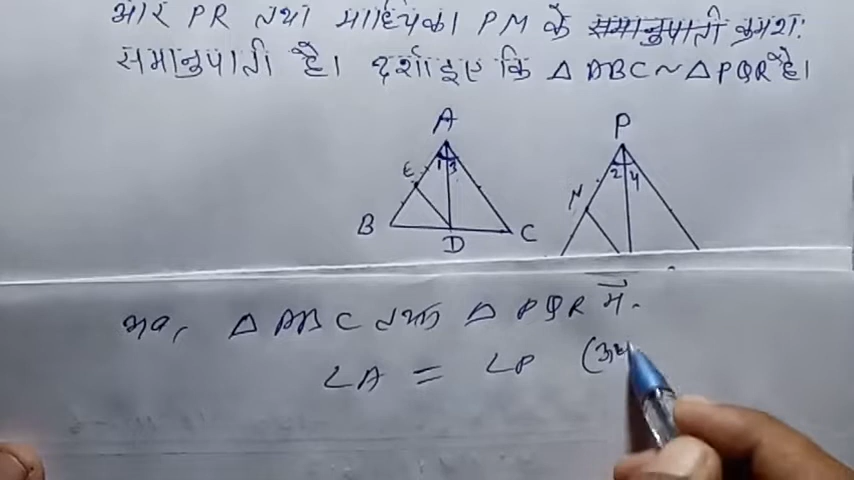 और PR तथा माध्यिका PM के समानुपाती क्रमशः
समानुपाती है। दर्शाइए कि Δ ABC ~ Δ PQR है।
A
P
E
1 3
2 4
N
B
D
C
अब, Δ ABC तथा Δ PQR में.
∠A = ∠P (उप